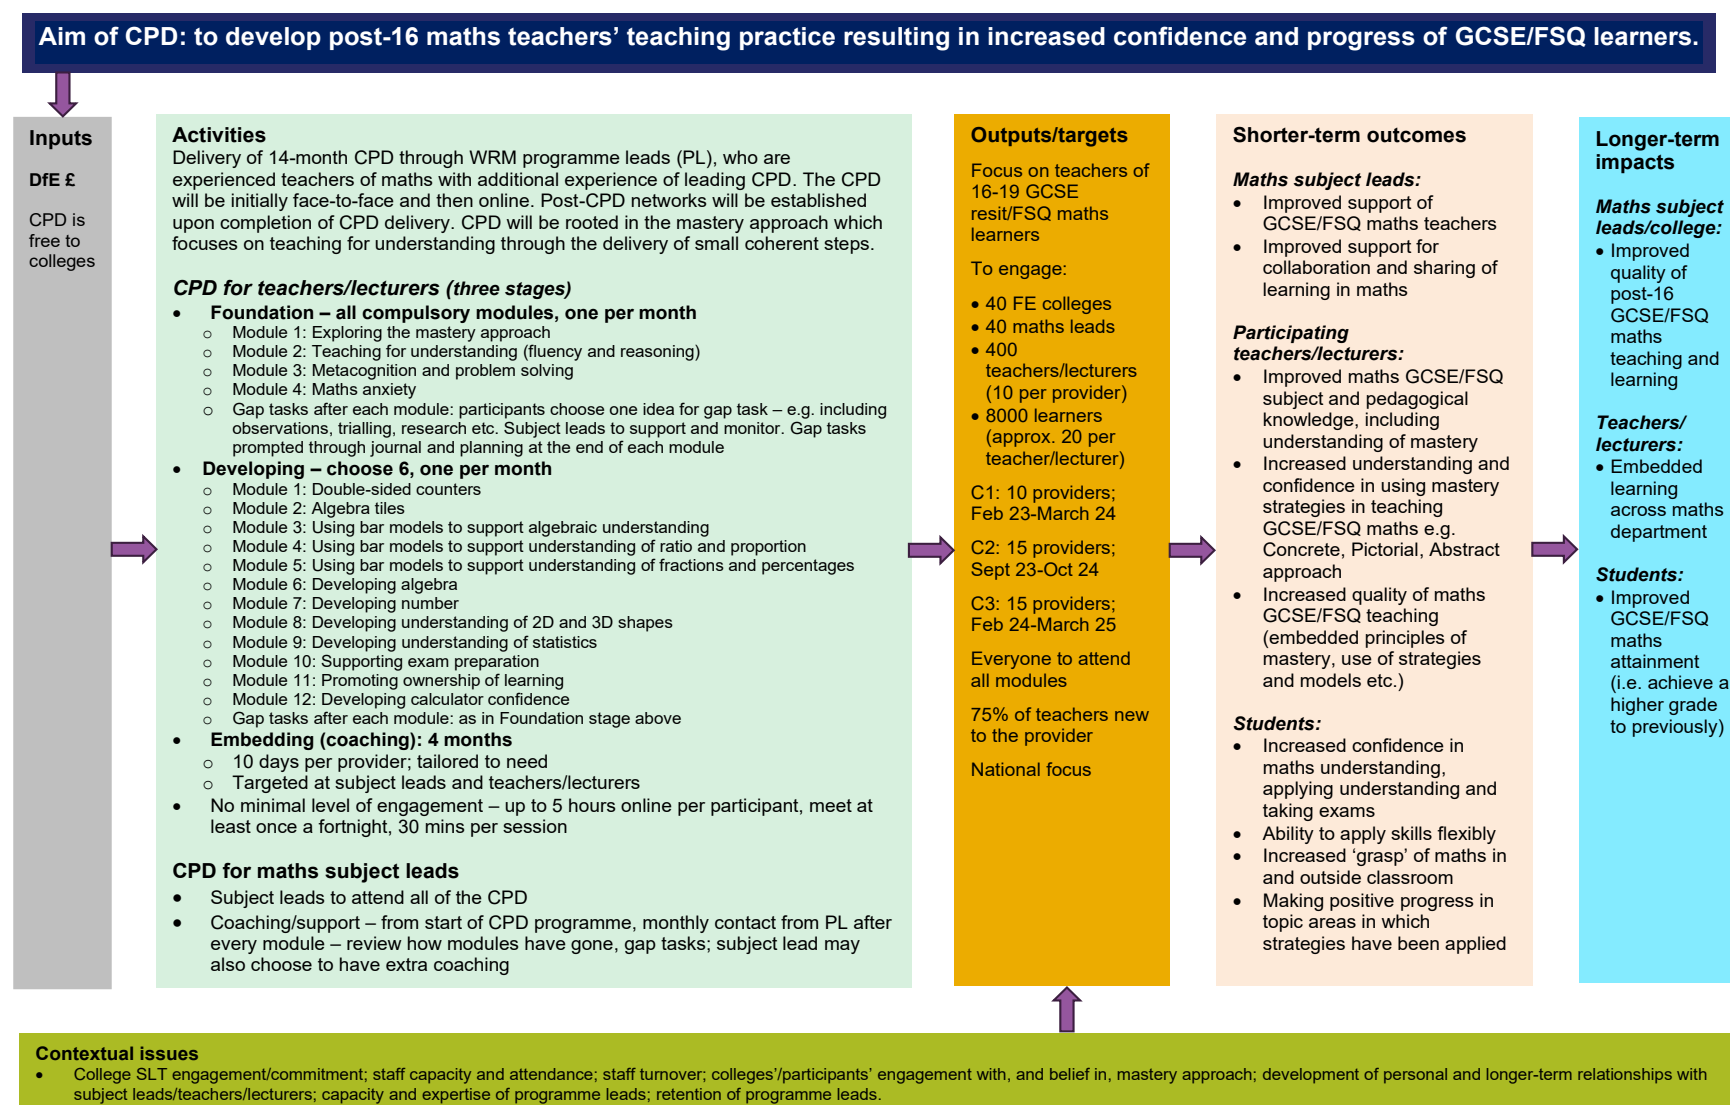 Aim of CPD: to develop post-16 maths teachers’ teaching practice resulting in increased confidence and progress of GCSE/FSQ learners.
Inputs
DfE £
CPD is
free to
colleges
Activities
Delivery of 14-month CPD through WRM programme leads (PL), who are
experienced teachers of maths with additional experience of leading CPD. The CPD
will be initially face-to-face and then online. Post-CPD networks will be established
upon completion of CPD delivery. CPD will be rooted in the mastery approach which
focuses on teaching for understanding through the delivery of small coherent steps.
CPD for teachers/lecturers (three stages)
• Foundation – all compulsory modules, one per month
o Module 1: Exploring the mastery approach
o Module 2: Teaching for understanding (fluency and reasoning)
o Module 3: Metacognition and problem solving
o Module 4: Maths anxiety
o Gap tasks after each module: participants choose one idea for gap task – e.g. including
observations, trialling, research etc. Subject leads to support and monitor. Gap tasks
prompted through journal and planning at the end of each module
• Developing – choose 6, one per month
o Module 1: Double-sided counters
o Module 2: Algebra tiles
o Module 3: Using bar models to support algebraic understanding
o Module 4: Using bar models to support understanding of ratio and proportion
o Module 5: Using bar models to support understanding of fractions and percentages
o Module 6: Developing algebra
o Module 7: Developing number
o Module 8: Developing understanding of 2D and 3D shapes
o Module 9: Developing understanding of statistics
o Module 10: Supporting exam preparation
o Module 11: Promoting ownership of learning
o Module 12: Developing calculator confidence
o Gap tasks after each module: as in Foundation stage above
• Embedding (coaching): 4 months
o 10 days per provider; tailored to need
o Targeted at subject leads and teachers/lecturers
• No minimal level of engagement – up to 5 hours online per participant, meet at
least once a fortnight, 30 mins per session
CPD for maths subject leads
• Subject leads to attend all of the CPD
• Coaching/support – from start of CPD programme, monthly contact from PL after
every module – review how modules have gone, gap tasks; subject lead may
also choose to have extra coaching
Outputs/targets
Focus on teachers of
16-19 GCSE
resit/FSQ maths
learners
To engage:
• 40 FE colleges
• 40 maths leads
• 400
teachers/lecturers
(10 per provider)
• 8000 learners
(approx. 20 per
teacher/lecturer)
C1: 10 providers;
Feb 23-March 24
C2: 15 providers;
Sept 23-Oct 24
C3: 15 providers;
Feb 24-March 25
Everyone to attend
all modules
75% of teachers new
to the provider
National focus
Shorter-term outcomes
Maths subject leads:
• Improved support of
GCSE/FSQ maths teachers
• Improved support for
collaboration and sharing of
learning in maths
Participating
teachers/lecturers:
• Improved maths GCSE/FSQ
subject and pedagogical
knowledge, including
understanding of mastery
• Increased understanding and
confidence in using mastery
strategies in teaching
GCSE/FSQ maths e.g.
Concrete, Pictorial, Abstract
approach
• Increased quality of maths
GCSE/FSQ teaching
(embedded principles of
mastery, use of strategies
and models etc.)
Students:
• Increased confidence in
maths understanding,
applying understanding and
taking exams
• Ability to apply skills flexibly
• Increased ‘grasp’ of maths in
and outside classroom
• Making positive progress in
topic areas in which
strategies have been applied
Longer-term
impacts
Maths subject
leads/college:
• Improved
quality of
post-16
GCSE/FSQ
maths
teaching and
learning
Teachers/
lecturers:
• Embedded
learning
across maths
department
Students:
• Improved
GCSE/FSQ
maths
attainment
(i.e. achieve a
higher grade
to previously)
Contextual issues
• College SLT engagement/commitment; staff capacity and attendance; staff turnover; colleges’/participants’ engagement with, and belief in, mastery approach; development of personal and longer-term relationships with
subject leads/teachers/lecturers; capacity and expertise of programme leads; retention of programme leads.